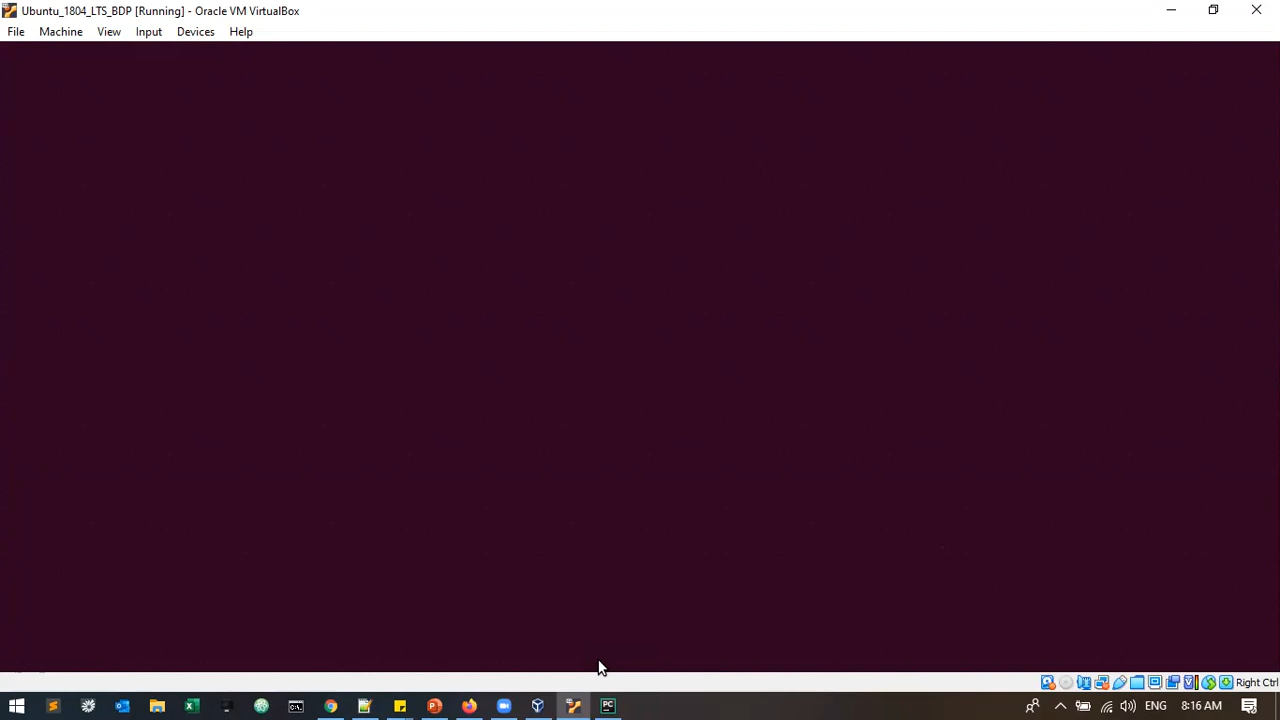 Ubuntu_1804_LTS_BDP [Running] - Oracle VM VirtualBox
File Machine View Input Devices Help
Right Ctrl
ENG 8:16 AM